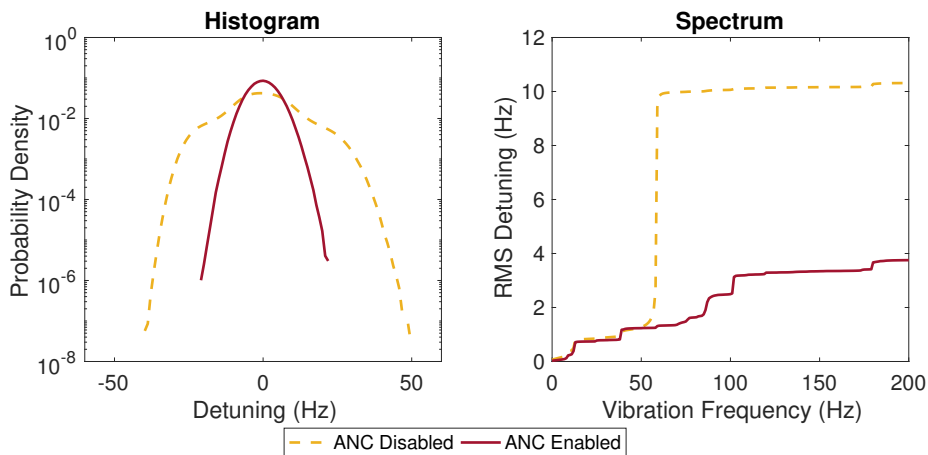 Histogram
Probability Density
10^0
10^-2
10^-4
10^-6
10^-8
-50 0 50
Detuning (Hz)
Spectrum
RMS Detuning (Hz)
12
10
8
6
4
2
0
0 50 100 150 200
Vibration Frequency (Hz)
ANC Disabled ANC Enabled